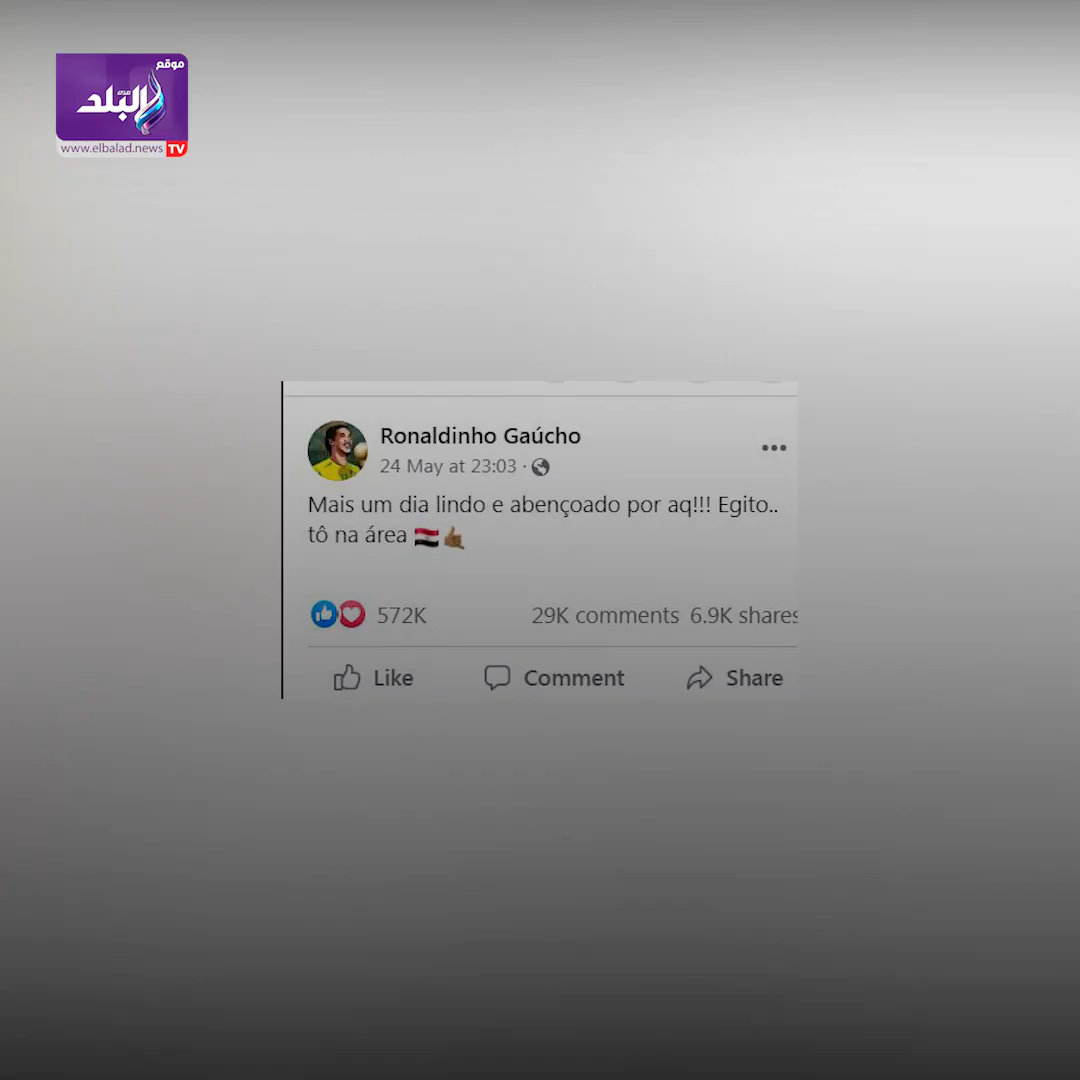 موقع
صدى
البلد
www.elbalad.news TV
Ronaldinho Gaúcho
24 May at 23:03 ·
Mais um dia lindo e abençoado por aq!!! Egito..
tô na área 🇪🇬🤙🏾
572K 29K comments 6.9K shares
Like Comment Share